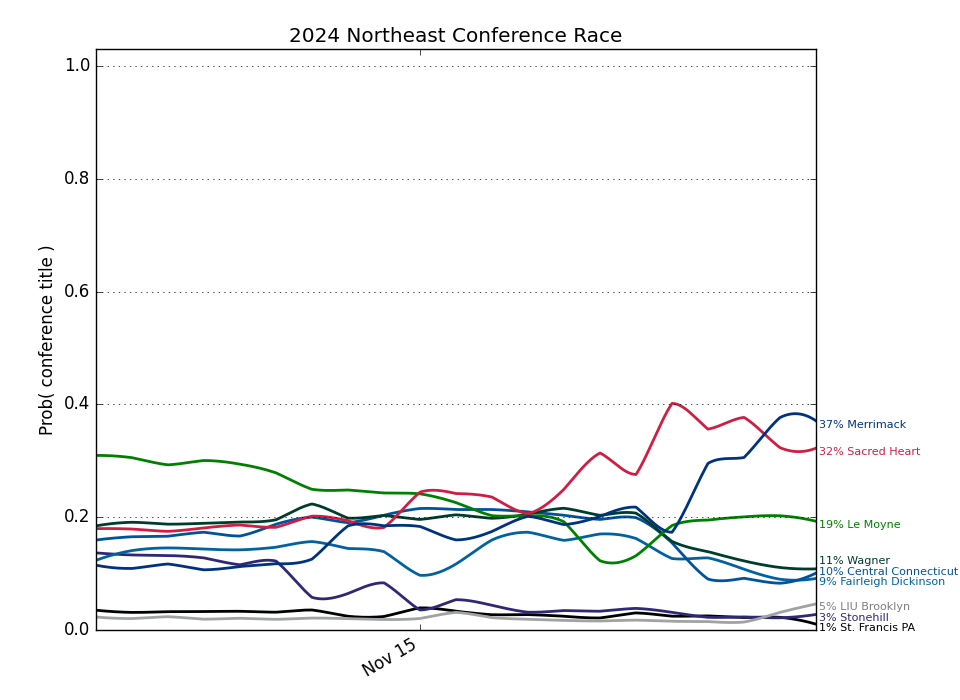 2024 Northeast Conference Race
Prob( conference title )
1.0
0.8
0.6
0.4
0.2
0.0
Nov 15
37% Merrimack
32% Sacred Heart
19% Le Moyne
11% Wagner
10% Central Connecticut
9% Fairleigh Dickinson
5% LIU Brooklyn
3% Stonehill
1% St. Francis PA